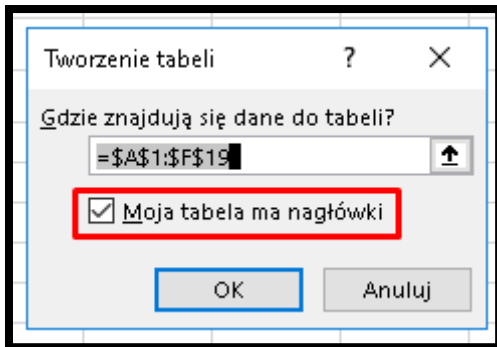 Tworzenie tabeli ?
Gdzie znajdują się dane do tabeli?
=$A$1:$F$19
Moja tabela ma nagłówki
OK Anuluj